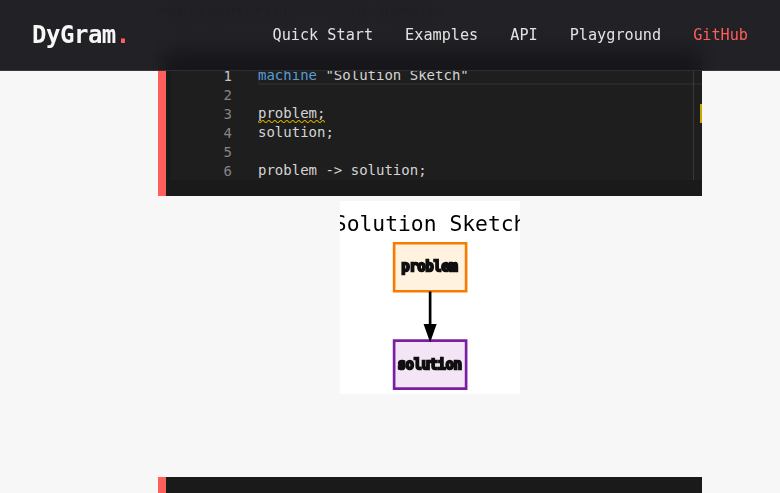 DyGram.
Quick Start
Examples
API
Playground
GitHub
1 machine "Solution Sketch"
2
3 problem;
4 solution;
5
6 problem -> solution;
Solution Sketch
problem
solution